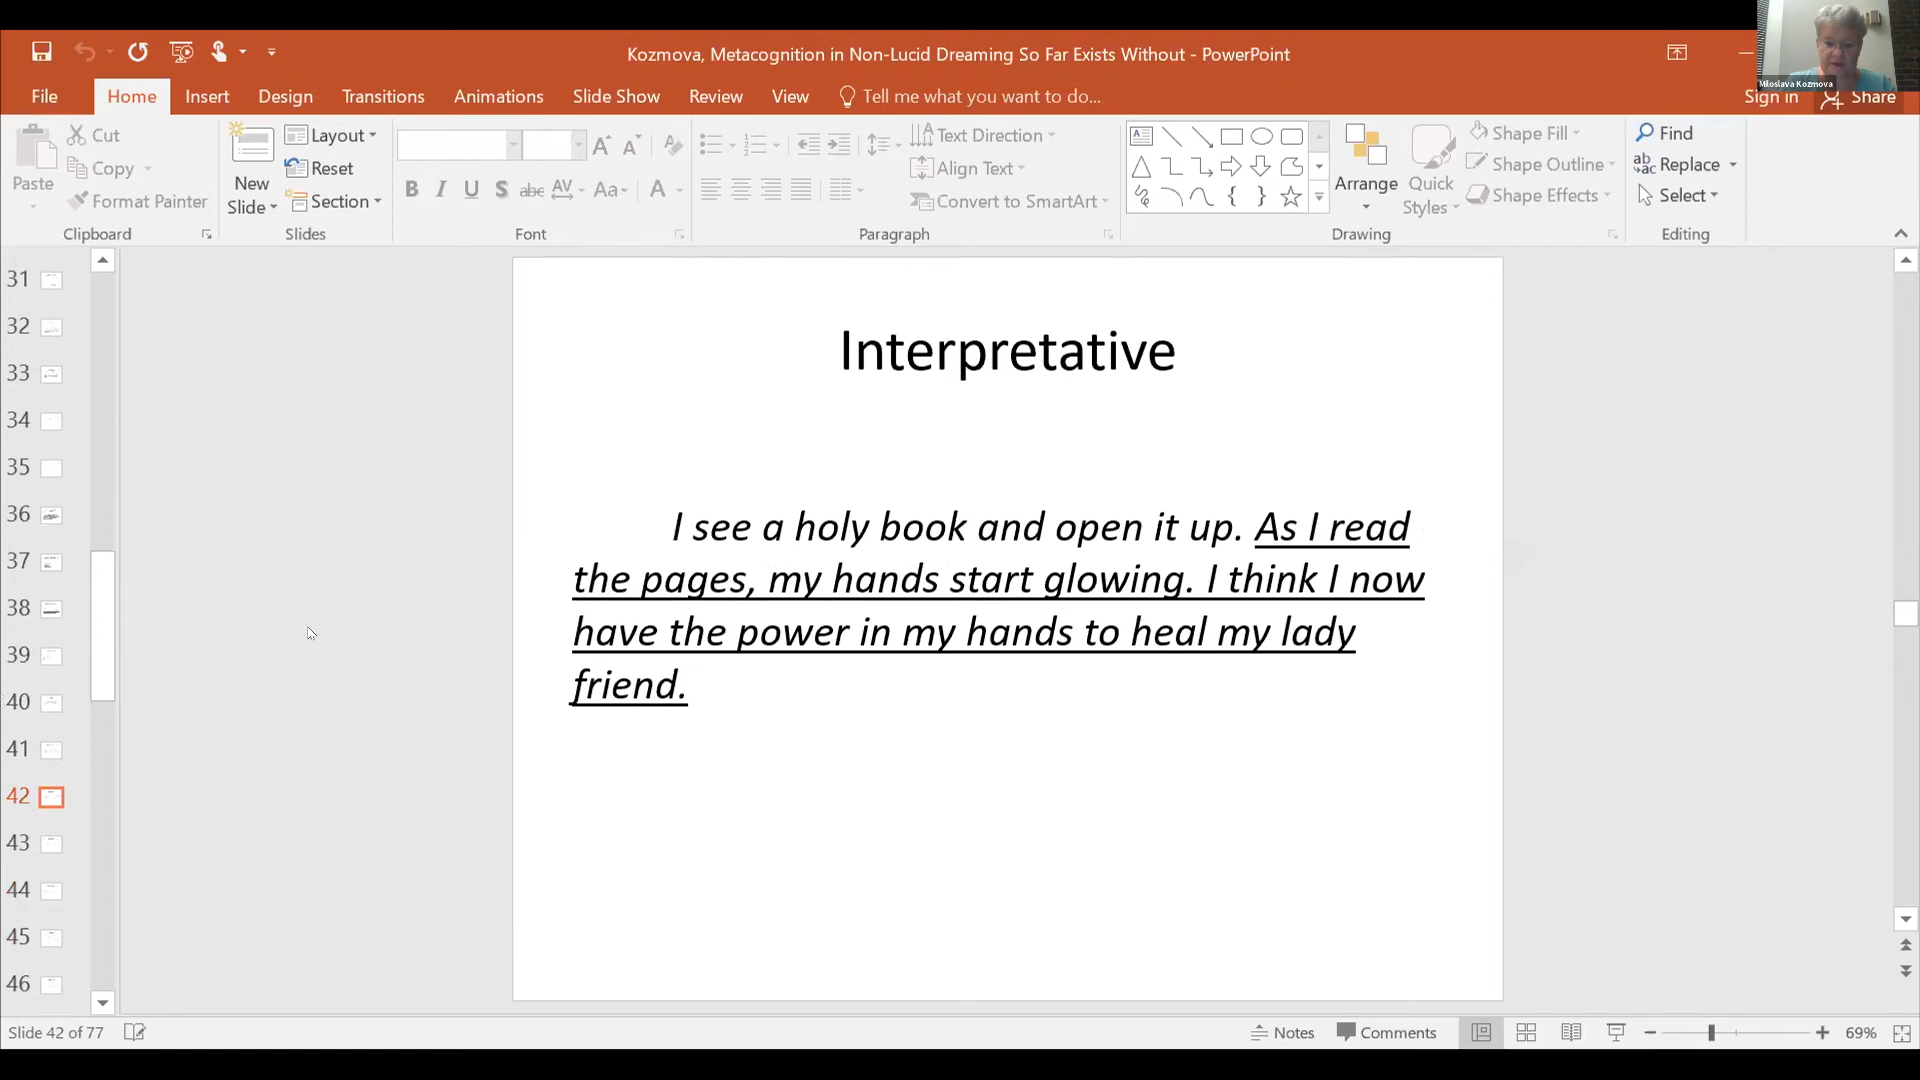 Kozmova, Metacognition in Non-Lucid Dreaming So Far Exists Without - PowerPoint
Miloslava Kozmova
File Home Insert Design Transitions Animations Slide Show Review View Tell me what you want to do... Sign in Share
Cut
Copy
Format Painter
Paste
Clipboard
New
Slide
Layout
Reset
Section
Slides
B I U S abc AV Aa A
Font
Text Direction
Align Text
Convert to SmartArt
Paragraph
Arrange
Quick
Styles
Shape Fill
Shape Outline
Shape Effects
Drawing
Find
Replace
Select
Editing
31
32
33
34
35
36
37
38
39
40
41
42
43
44
45
46
Interpretative
I see a holy book and open it up. As I read
the pages, my hands start glowing. I think I now
have the power in my hands to heal my lady
friend.
Slide 42 of 77 Notes Comments 69%